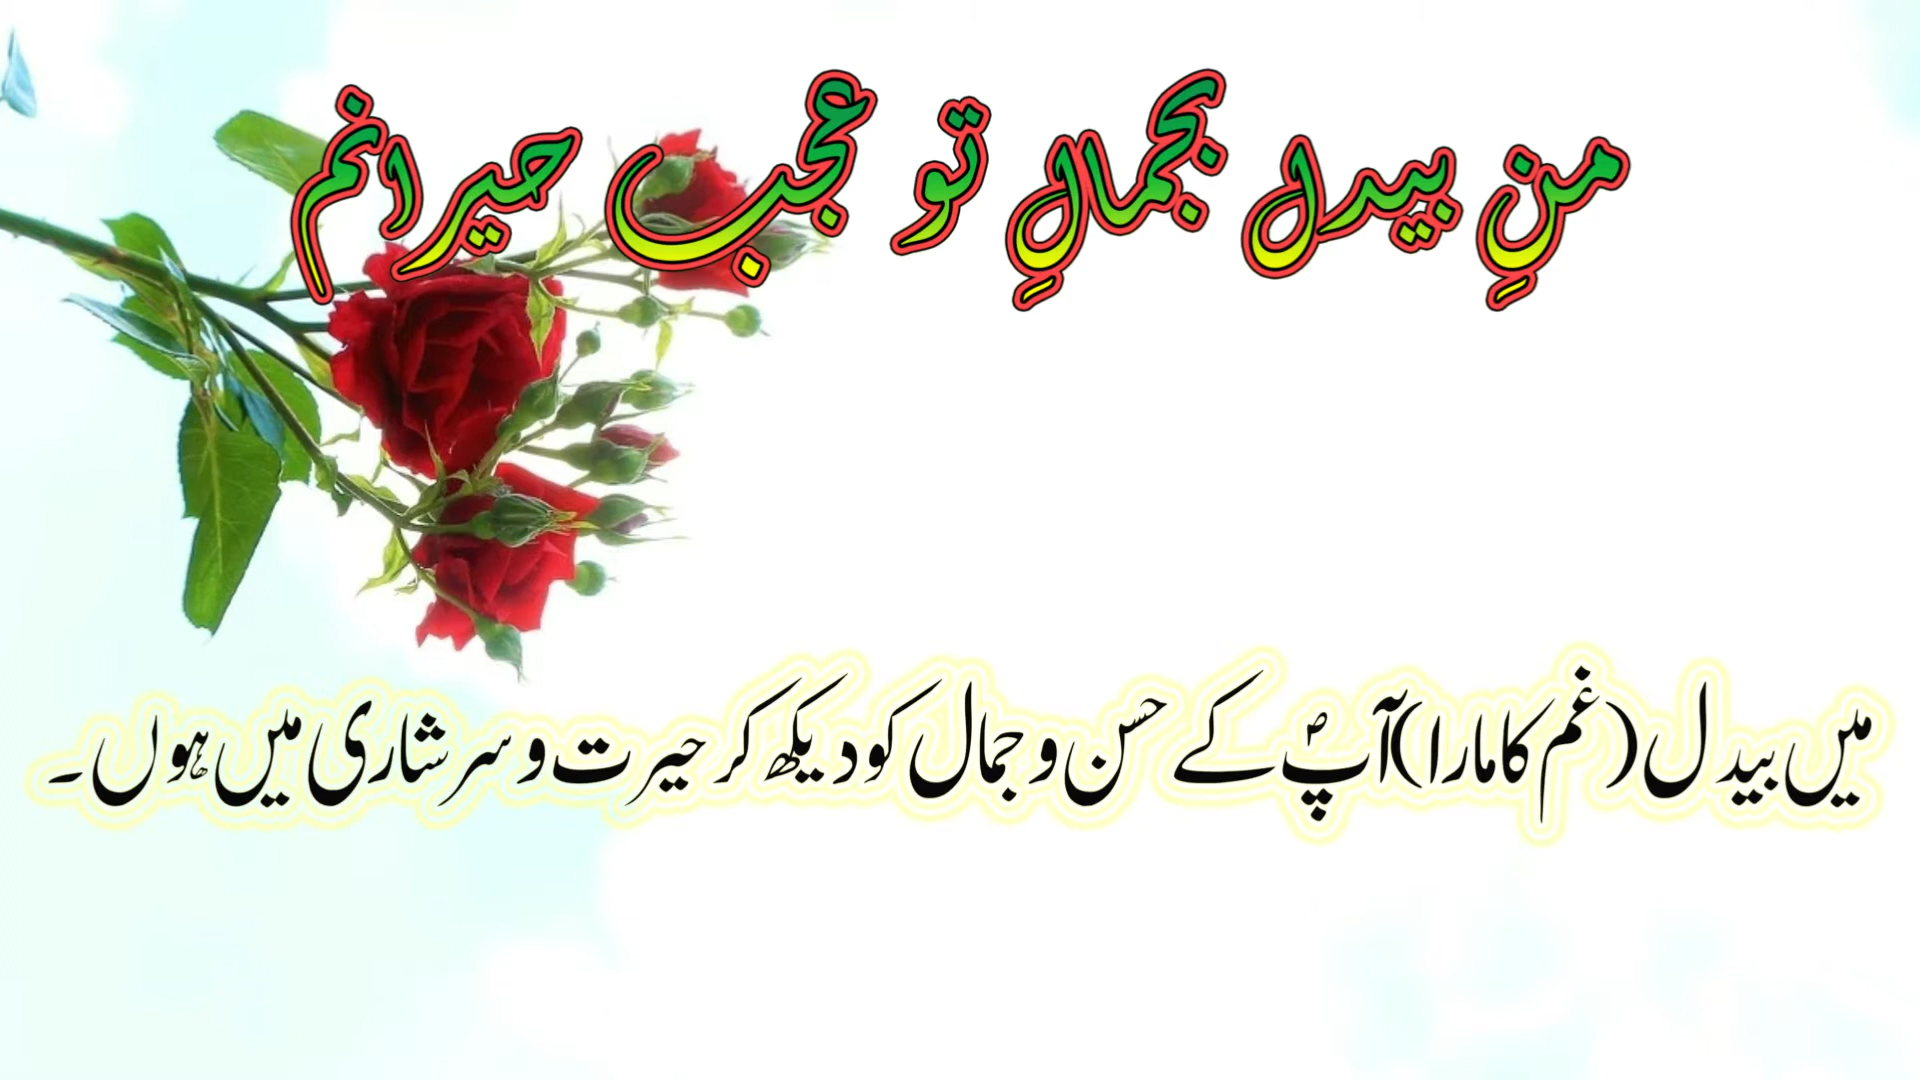 منِ بیدل بجمالِ تو عجب حیرانم
میں بیدل (غم کا مارا) آپؐ کے حسن و جمال کو دیکھ کر حیرت و سرشاری میں ہوں۔